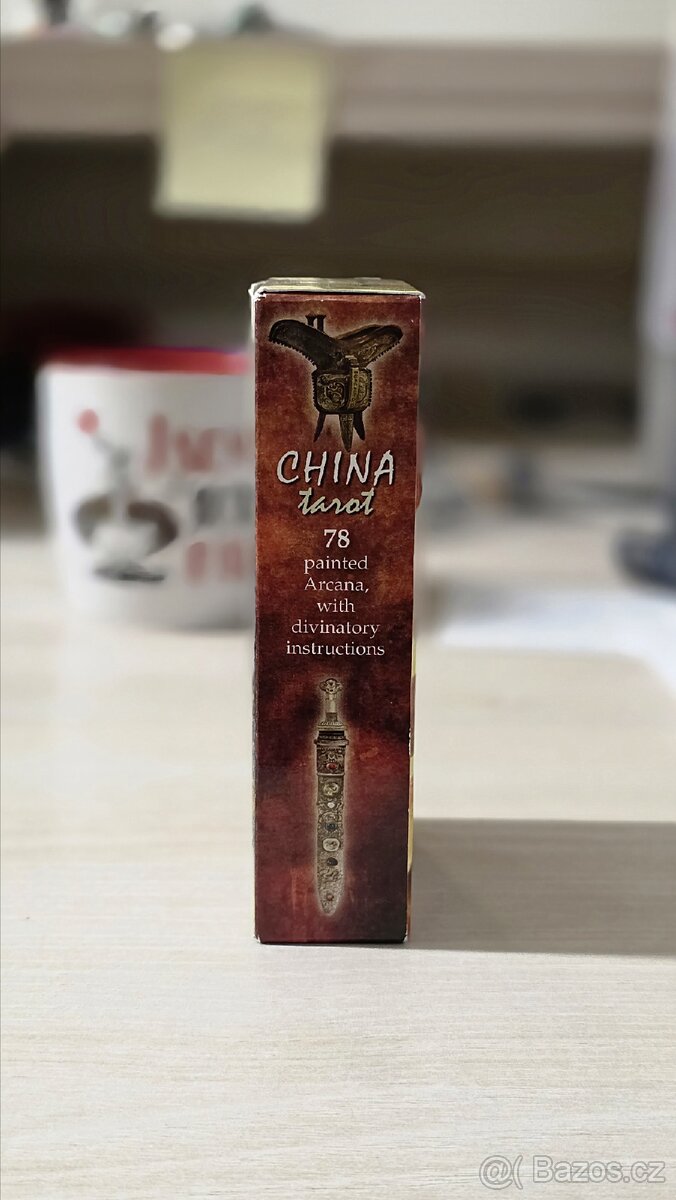 CHINA
tarot
78
painted
Arcana,
with
divinatory
instructions
@( Bazos.cz